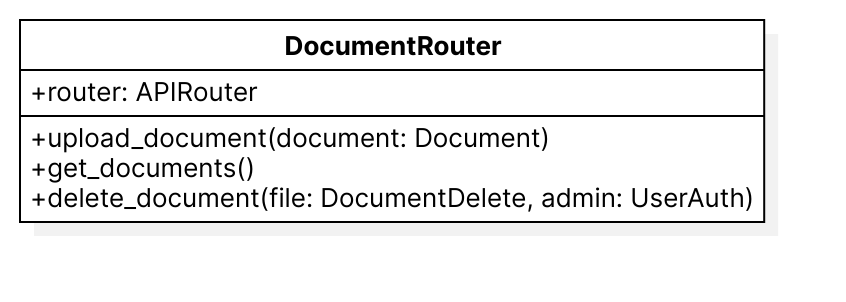 DocumentRouter
+router: APIRouter
+upload_document(document: Document)
+get_documents()
+delete_document(file: DocumentDelete, admin: UserAuth)